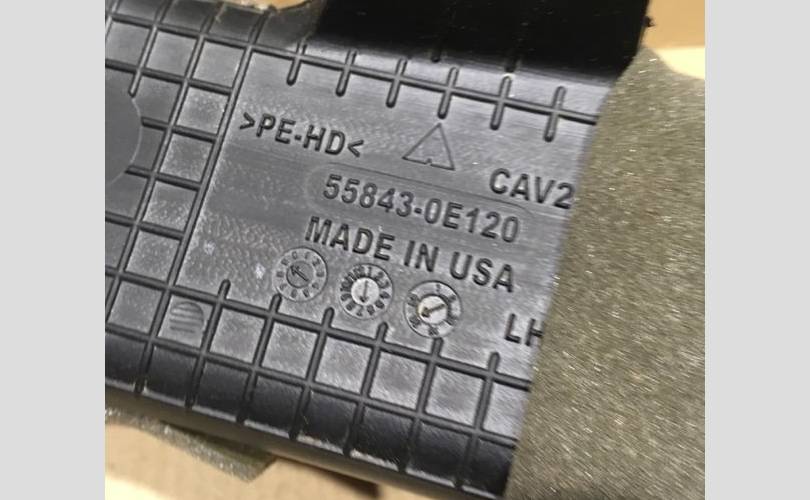 >PE-HD<
CAV2
55843-0E120
MADE IN USA
LH